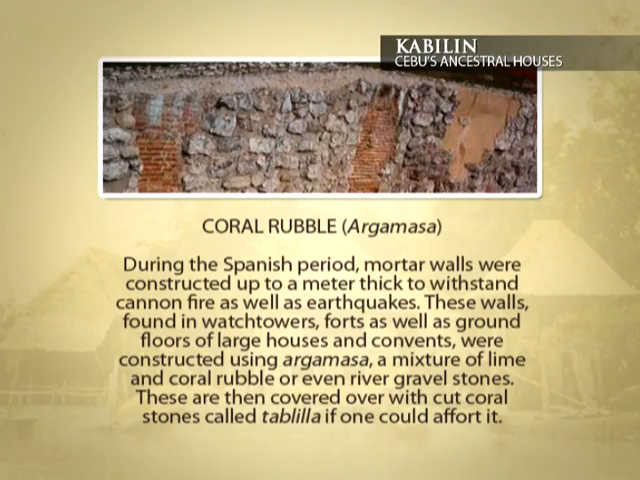 KABILIN
CEBU'S ANCESTRAL HOUSES
CORAL RUBBLE (Argamasa)
During the Spanish period, mortar walls were
constructed up to a meter thick to withstand
cannon fire as well as earthquakes. These walls,
found in watchtowers, forts as well as ground
floors of large houses and convents, were
constructed using argamasa, a mixture of lime
and coral rubble or even river gravel stones.
These are then covered over with cut coral
stones called tablilla if one could affort it.